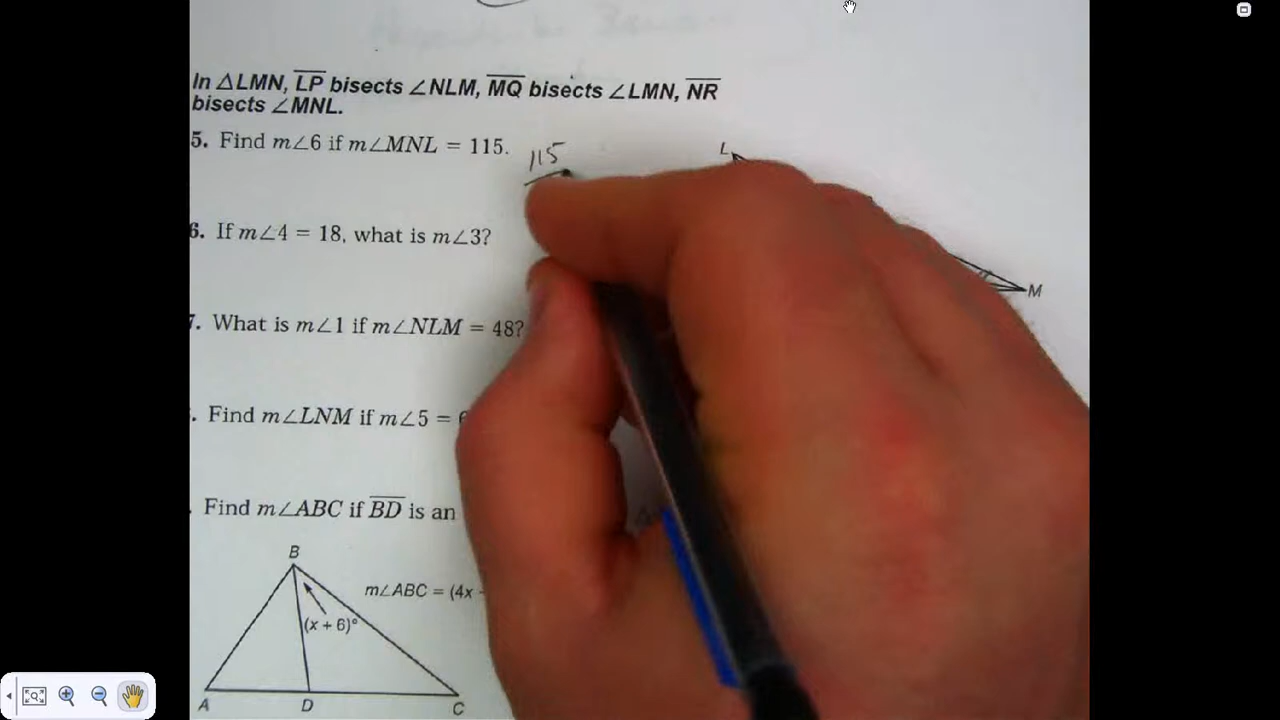 In △LMN, LP bisects ∠NLM, MQ bisects ∠LMN, NR
bisects ∠MNL.
5. Find m∠6 if m∠MNL = 115.
115
L
6. If m∠4 = 18, what is m∠3?
M
7. What is m∠1 if m∠NLM = 48?
. Find m∠LNM if m∠5 =
. Find m∠ABC if BD is an
B
m∠ABC = (4x
(x + 6)°
A
D
C